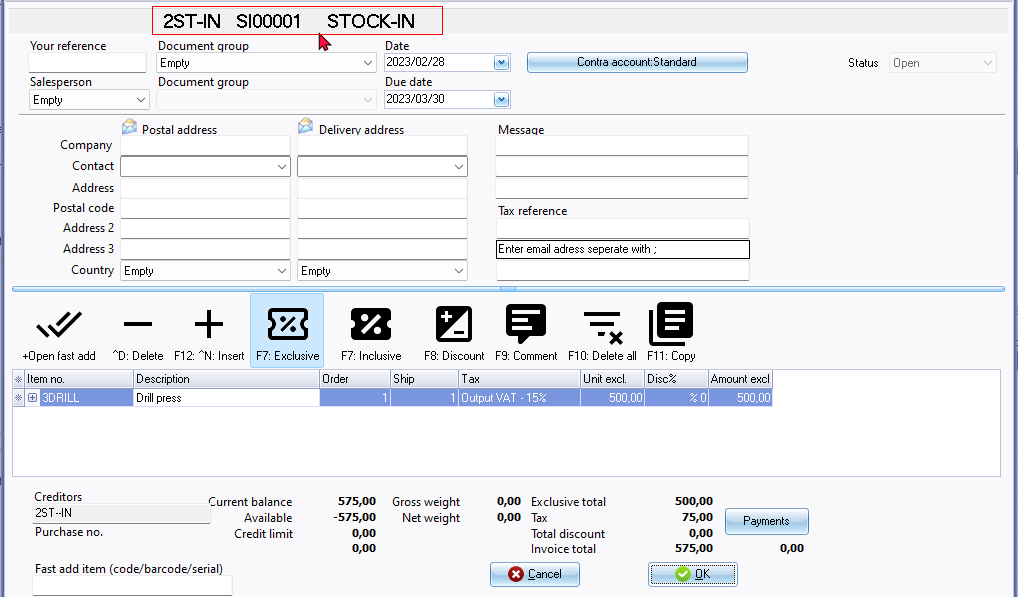 2ST-IN SI00001 STOCK-IN
Your reference Document group Date
Empty 2023/02/28 Contra account:Standard Status Open
Salesperson Document group Due date
Empty 2023/03/30
Postal address Delivery address Message
Company
Contact
Address
Postal code Tax reference
Address 2
Address 3 Enter email adress seperate with ;
Country Empty Empty
+Open fast add ^D: Delete F12: ^N: Insert F7: Exclusive F7: Inclusive F8: Discount F9: Comment F10: Delete all F11: Copy
Item no. Description Order Ship Tax Unit excl. Disc% Amount excl
3DRILL Drill press 1 1 Output VAT - 15% 500,00 % 0 500,00
Creditors Current balance 575,00 Gross weight 0,00 Exclusive total 500,00
2ST--IN Available -575,00 Net weight 0,00 Tax 75,00 Payments
Purchase no. Credit limit 0,00 Total discount 0,00
0,00 Invoice total 575,00 0,00
Fast add item (code/barcode/serial) Cancel OK